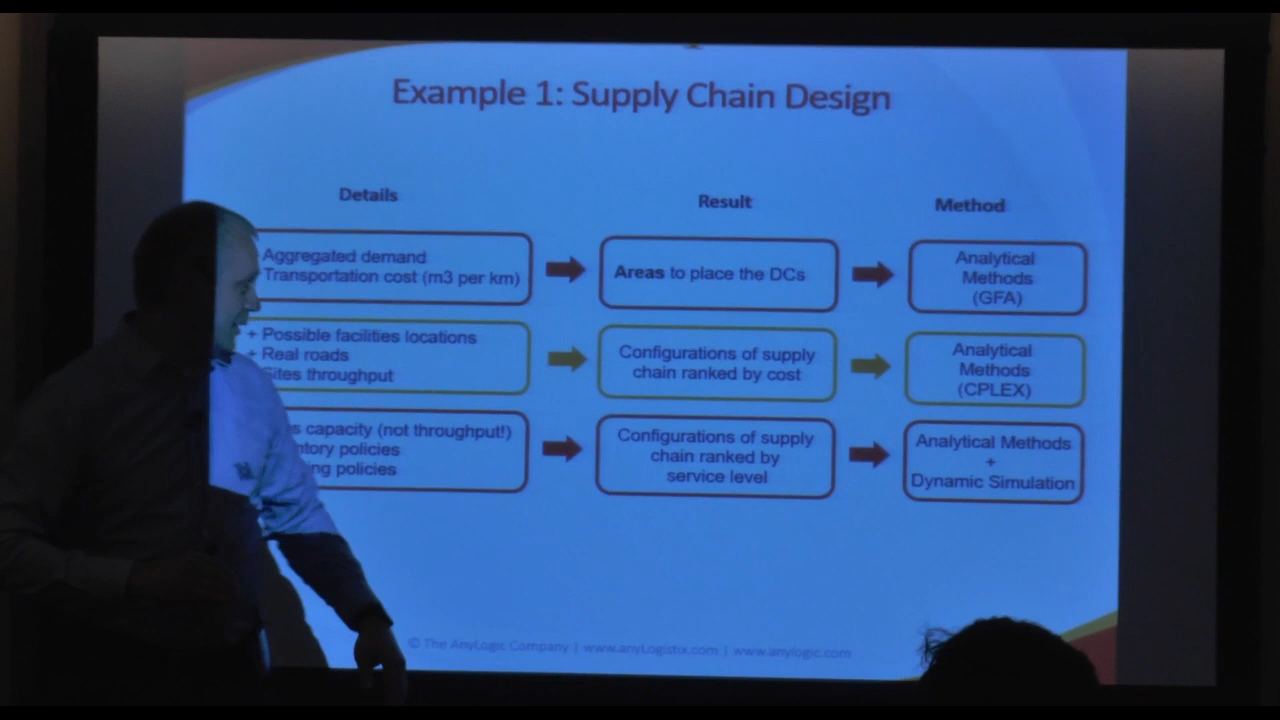 Example 1: Supply Chain Design
Details
Result
Method
Aggregated demand
Transportation cost (m3 per km)
Areas to place the DCs
Analytical
Methods
(GFA)
+ Possible facilities locations
+ Real roads
Sites throughput
Configurations of supply
chain ranked by cost
Analytical
Methods
(CPLEX)
capacity (not throughput!)
policies
policies
Configurations of supply
chain ranked by
service level
Analytical Methods
+
Dynamic Simulation
© The AnyLogic Company | www.anyLogistix.com | www.anylogic.com